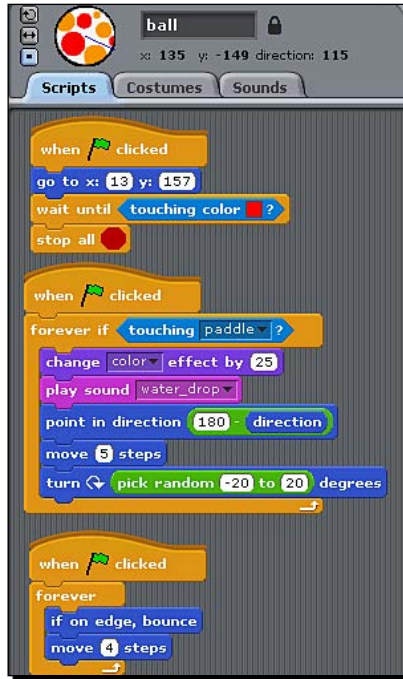 ball
x: 135 y: -149 direction: 115
Scripts Costumes Sounds
when clicked
go to x: 13 y: 157
wait until touching color ?
stop all
when clicked
forever if touching paddle ?
change color effect by 25
play sound water_drop
point in direction 180 - direction
move 5 steps
turn pick random -20 to 20 degrees
when clicked
forever
if on edge, bounce
move 4 steps